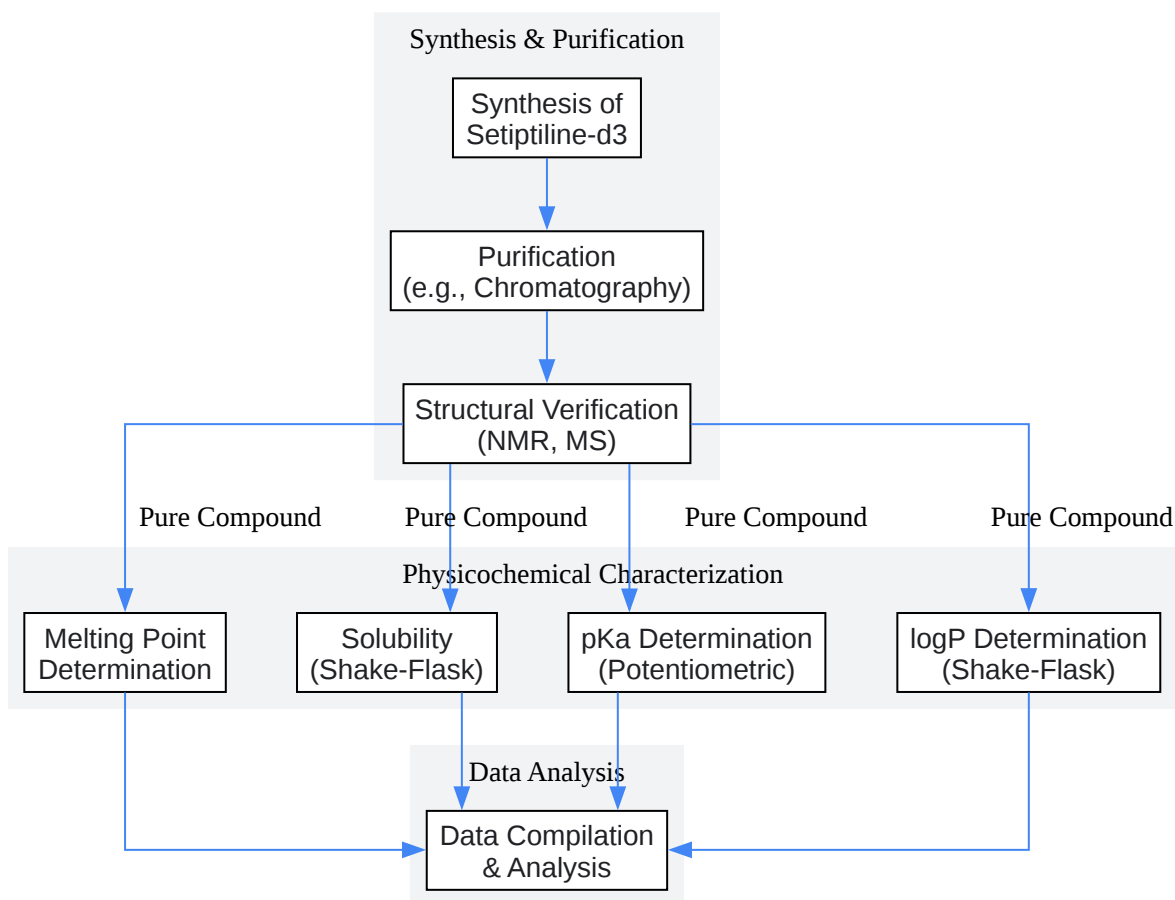 Synthesis & Purification
Synthesis of
Setiptiline-d3
Purification
(e.g., Chromatography)
Structural Verification
(NMR, MS)
Pure Compound
Pure Compound
Pure Compound
Pure Compound
Physicochemical Characterization
Melting Point
Determination
Solubility
(Shake-Flask)
pKa Determination
(Potentiometric)
logP Determination
(Shake-Flask)
Data Analysis
Data Compilation
& Analysis